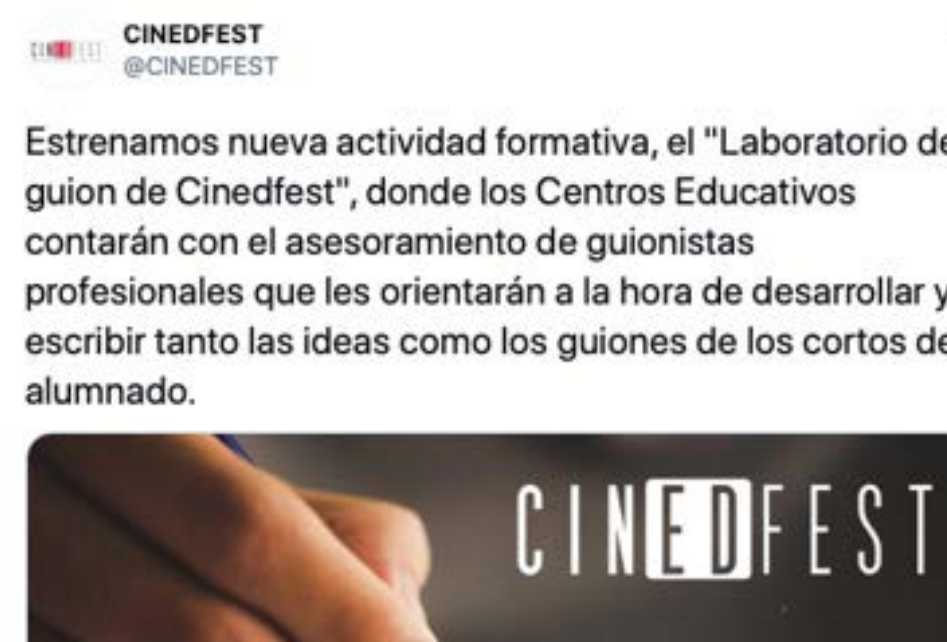 CINEDFEST
@CINEDFEST
Estrenamos nueva actividad formativa, el "Laboratorio de
guion de Cinedfest", donde los Centros Educativos
contarán con el asesoramiento de guionistas
profesionales que les orientarán a la hora de desarrollar y
escribir tanto las ideas como los guiones de los cortos de
alumnado.
CINEDFEST